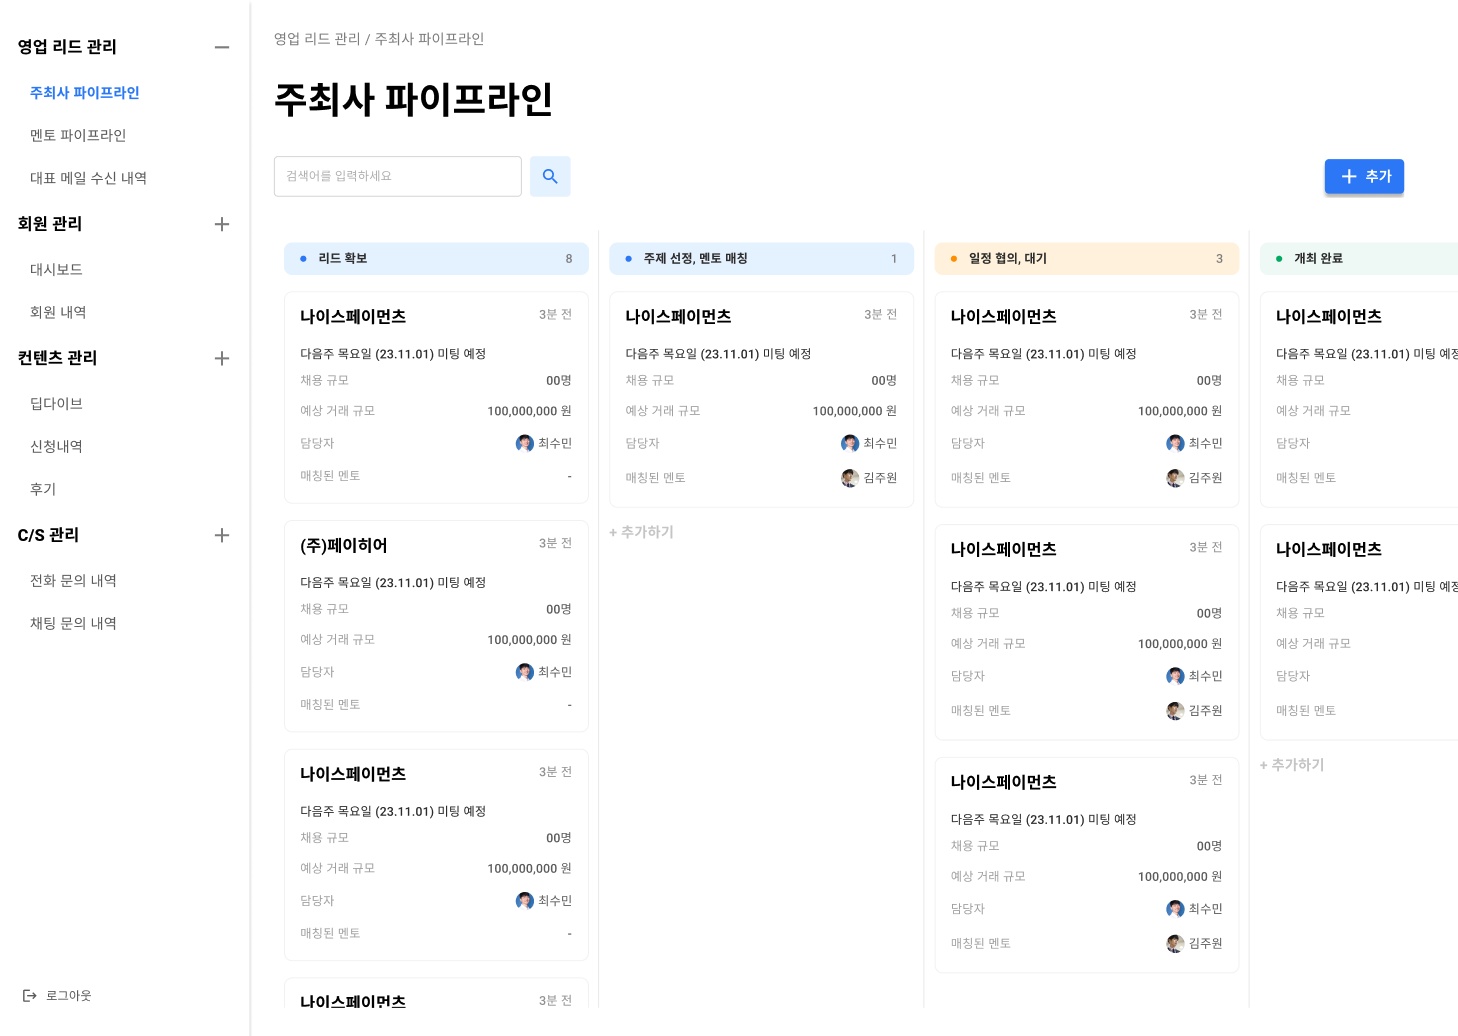 영업 리드 관리
주최사 파이프라인
멘토 파이프라인
대표 메일 수신 내역
회원 관리
대시보드
회원 내역
컨텐츠 관리
딥다이브
신청내역
후기
C/S 관리
전화 문의 내역
채팅 문의 내역
로그아웃
영업 리드 관리 / 주최사 파이프라인
주최사 파이프라인
검색어를 입력하세요
추가
리드 확보 8
나이스페이먼츠 3분 전
다음주 목요일 (23.11.01) 미팅 예정
채용 규모 00명
예상 거래 규모 100,000,000 원
담당자 최수민
매칭된 멘토 -
(주)페이히어 3분 전
다음주 목요일 (23.11.01) 미팅 예정
채용 규모 00명
예상 거래 규모 100,000,000 원
담당자 최수민
매칭된 멘토 -
나이스페이먼츠 3분 전
다음주 목요일 (23.11.01) 미팅 예정
채용 규모 00명
예상 거래 규모 100,000,000 원
담당자 최수민
매칭된 멘토 -
나이스페이먼츠 3분 전
주제 선정, 멘토 매칭 1
나이스페이먼츠 3분 전
다음주 목요일 (23.11.01) 미팅 예정
채용 규모 00명
예상 거래 규모 100,000,000 원
담당자 최수민
매칭된 멘토 김주원
+ 추가하기
일정 협의, 대기 3
나이스페이먼츠 3분 전
다음주 목요일 (23.11.01) 미팅 예정
채용 규모 00명
예상 거래 규모 100,000,000 원
담당자 최수민
매칭된 멘토 김주원
나이스페이먼츠 3분 전
다음주 목요일 (23.11.01) 미팅 예정
채용 규모 00명
예상 거래 규모 100,000,000 원
담당자 최수민
매칭된 멘토 김주원
나이스페이먼츠 3분 전
다음주 목요일 (23.11.01) 미팅 예정
채용 규모 00명
예상 거래 규모 100,000,000 원
담당자 최수민
매칭된 멘토 김주원
개최 완료
나이스페이먼츠
다음주 목요일 (23.11.01) 미팅 예정
채용 규모
예상 거래 규모
담당자
매칭된 멘토
나이스페이먼츠
다음주 목요일 (23.11.01) 미팅 예정
채용 규모
예상 거래 규모
담당자
매칭된 멘토
+ 추가하기